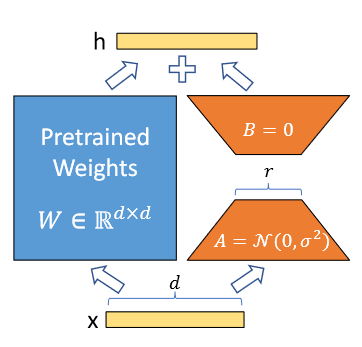 h
Pretrained
Weights
W ∈ ℝ^{d×d}
B = 0
r
A = 𝒩(0, σ²)
d
x